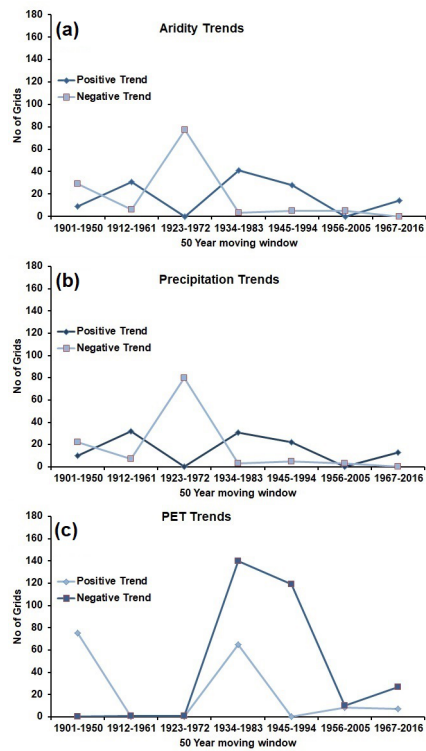 (a)
Aridity Trends
180
160
140
120
100
80
60
40
20
0
No of Grids
Positive Trend
Negative Trend
1901-1950 1912-1961 1923-1972 1934-1983 1945-1994 1956-2005 1967-2016
50 Year moving window
(b)
Precipitation Trends
180
160
140
120
100
80
60
40
20
0
No of Grids
Positive Trend
Negative Trend
1901-1950 1912-1961 1923-1972 1934-1983 1945-1994 1956-2005 1967-2016
50 Year moving window
(c)
PET Trends
180
160
140
120
100
80
60
40
20
0
No of Grids
Positive Trend
Negative Trend
1901-1950 1912-1961 1923-1972 1934-1983 1945-1994 1956-2005 1967-2016
50 Year moving window